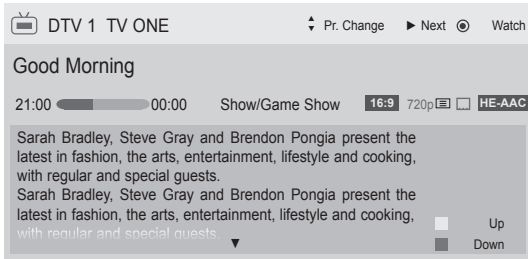 DTV 1 TV ONE Pr. Change Next Watch
Good Morning
21:00 00:00 Show/Game Show 16:9 720p HE-AAC
Sarah Bradley, Steve Gray and Brendon Pongia present the
latest in fashion, the arts, entertainment, lifestyle and cooking,
with regular and special guests.
Sarah Bradley, Steve Gray and Brendon Pongia present the
latest in fashion, the arts, entertainment, lifestyle and cooking,
with regular and special guests.
Up
Down